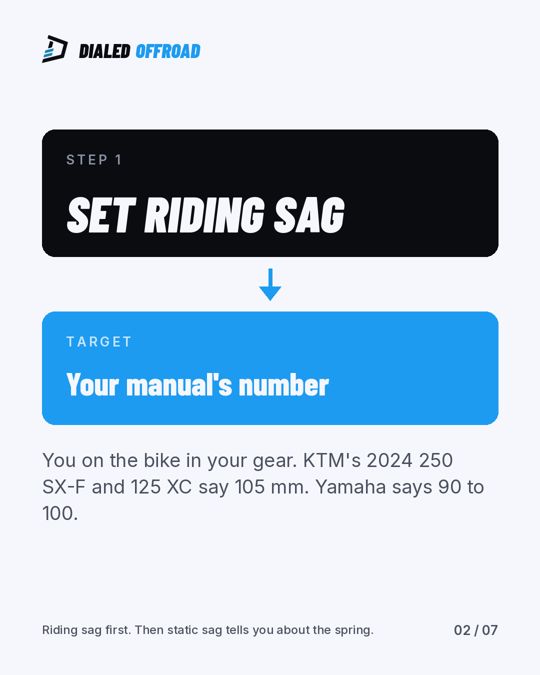 DIALED OFFROAD
STEP 1
SET RIDING SAG
TARGET
Your manual's number
You on the bike in your gear. KTM's 2024 250
SX-F and 125 XC say 105 mm. Yamaha says 90 to
100.
Riding sag first. Then static sag tells you about the spring.
02 / 07